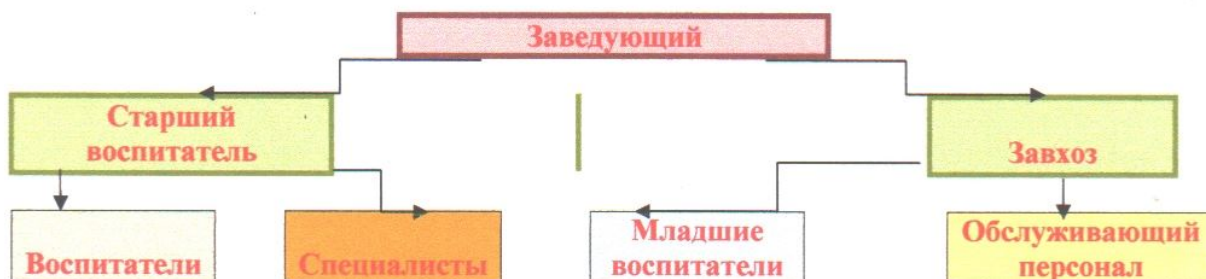 Заведующий
Старший
воспитатель
Завхоз
Воспитатели
Специалисты
Младшие
воспитатели
Обслуживающий
персонал